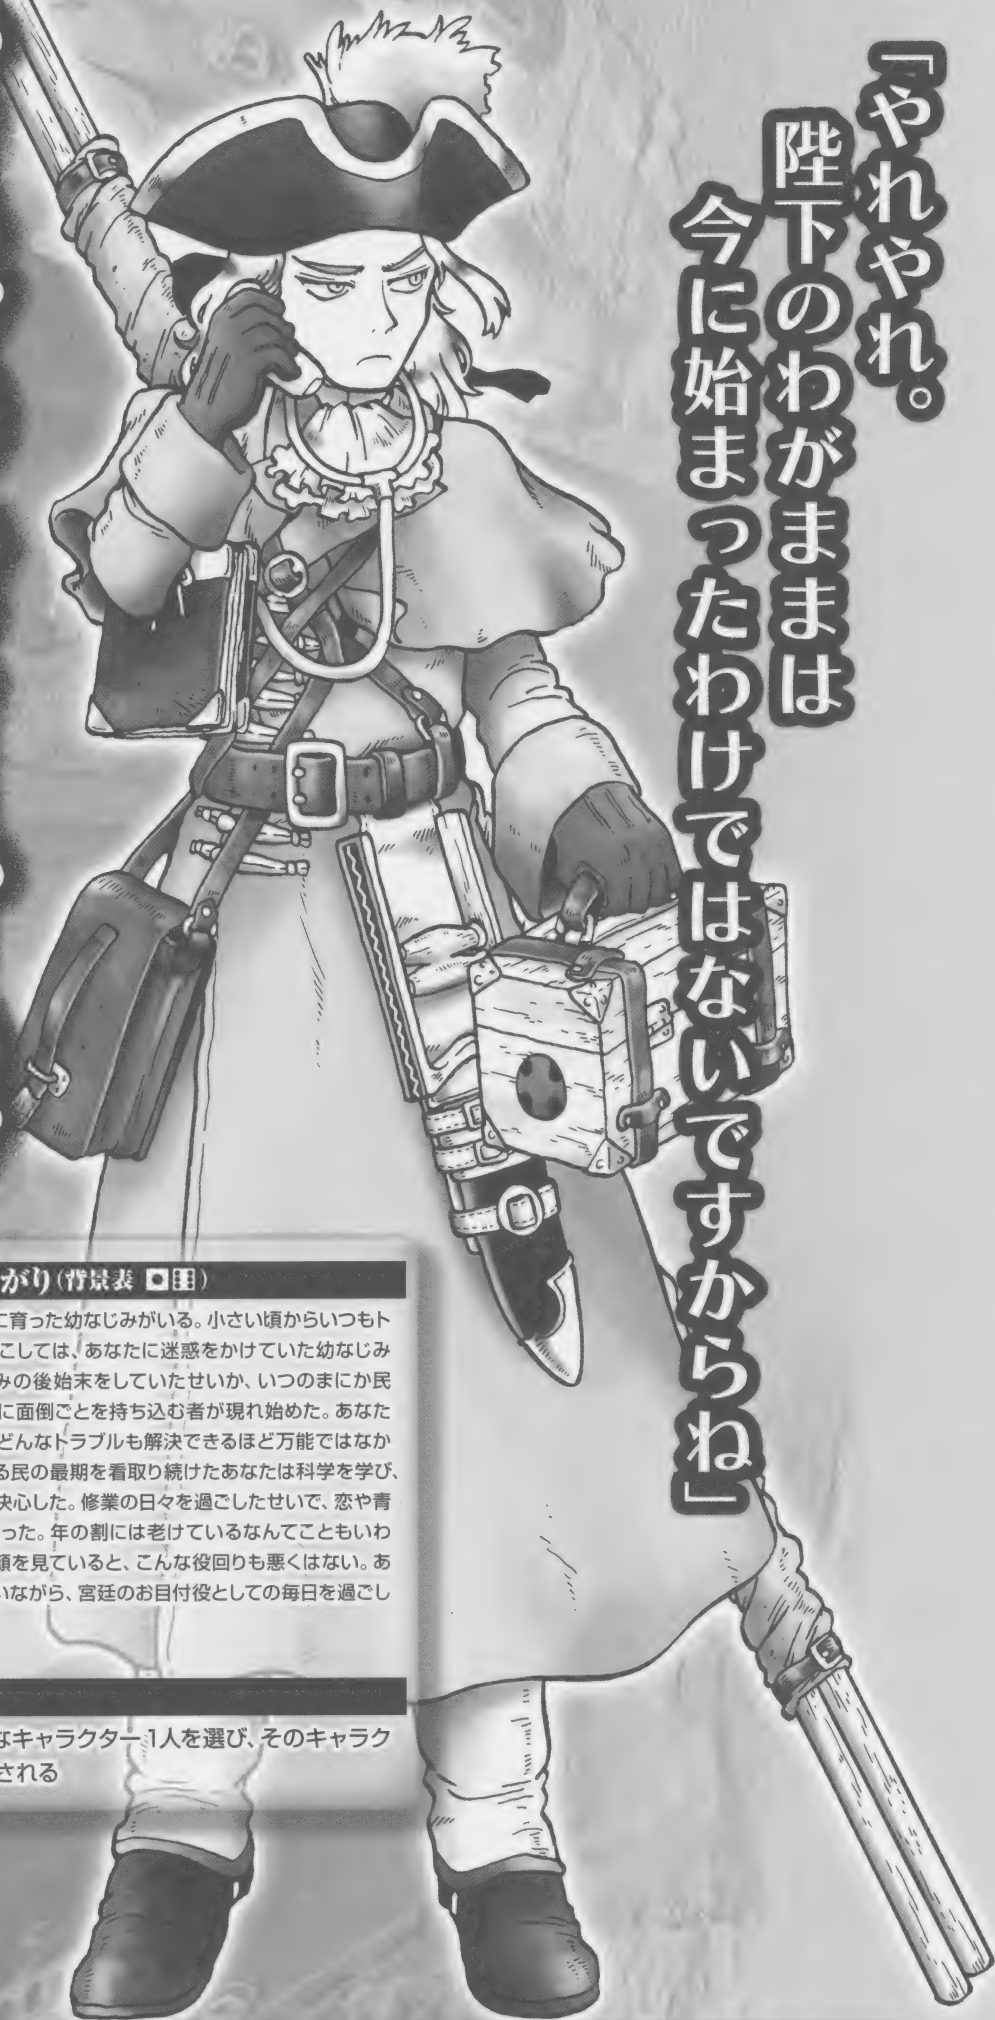 『やれやれ。
陛下のわがままは
今に始まったわけではないですからね』
がり(背景表 ⚀⚅)
に育った幼なじみがいる。小さい頃からいつもト
こしては、あなたに迷惑をかけていた幼なじみ
みの後始末をしていたせいか、いつのまにか民
に面倒ごとを持ち込む者が現れ始めた。あなた
どんなトラブルも解決できるほど万能ではなか
る民の最期を看取り続けたあなたは科学を学び、
決心した。修業の日々を過ごしたせいで、恋や青
った。年の割には老けているなんてこともいわ
顔を見ていると、こんな役回りも悪くはない。あ
いながら、宮廷のお目付役としての毎日を過ごし
なキャラクター1人を選び、そのキャラク
される